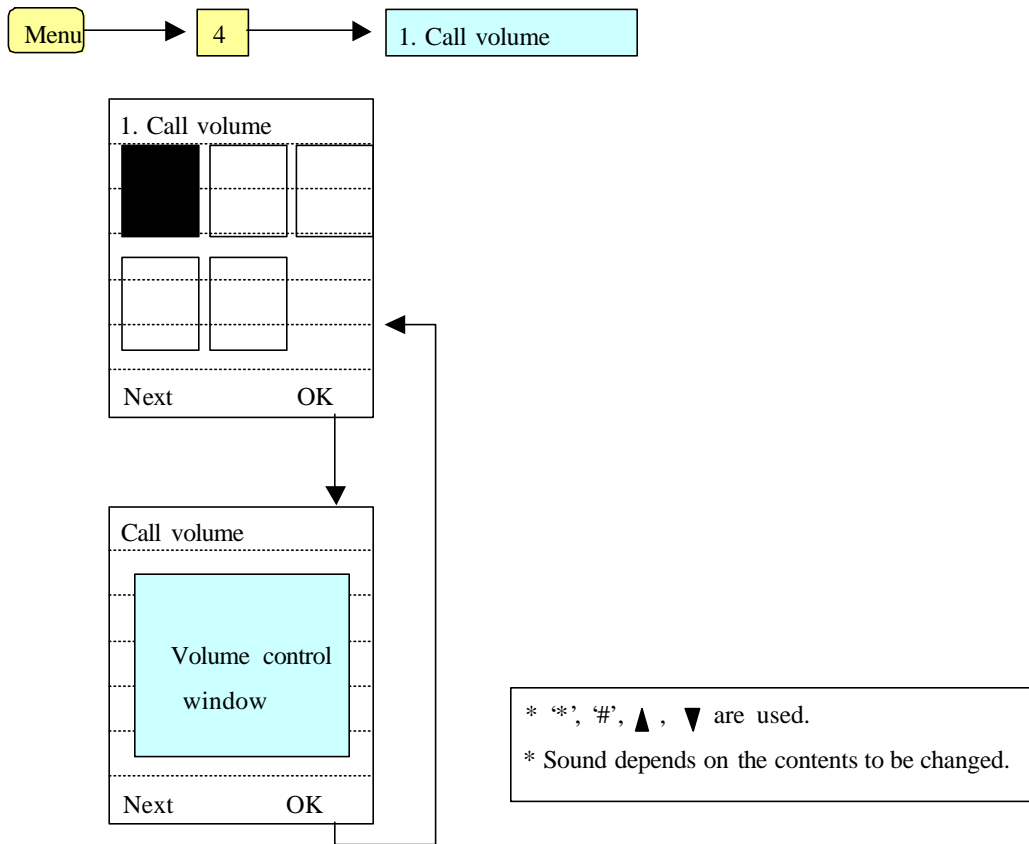 Menu
4
1. Call volume
1. Call volume
Next OK
Call volume
Volume control
window
Next OK
* ‘*’, ‘#’, ▲ , ▼ are used.
* Sound depends on the contents to be changed.